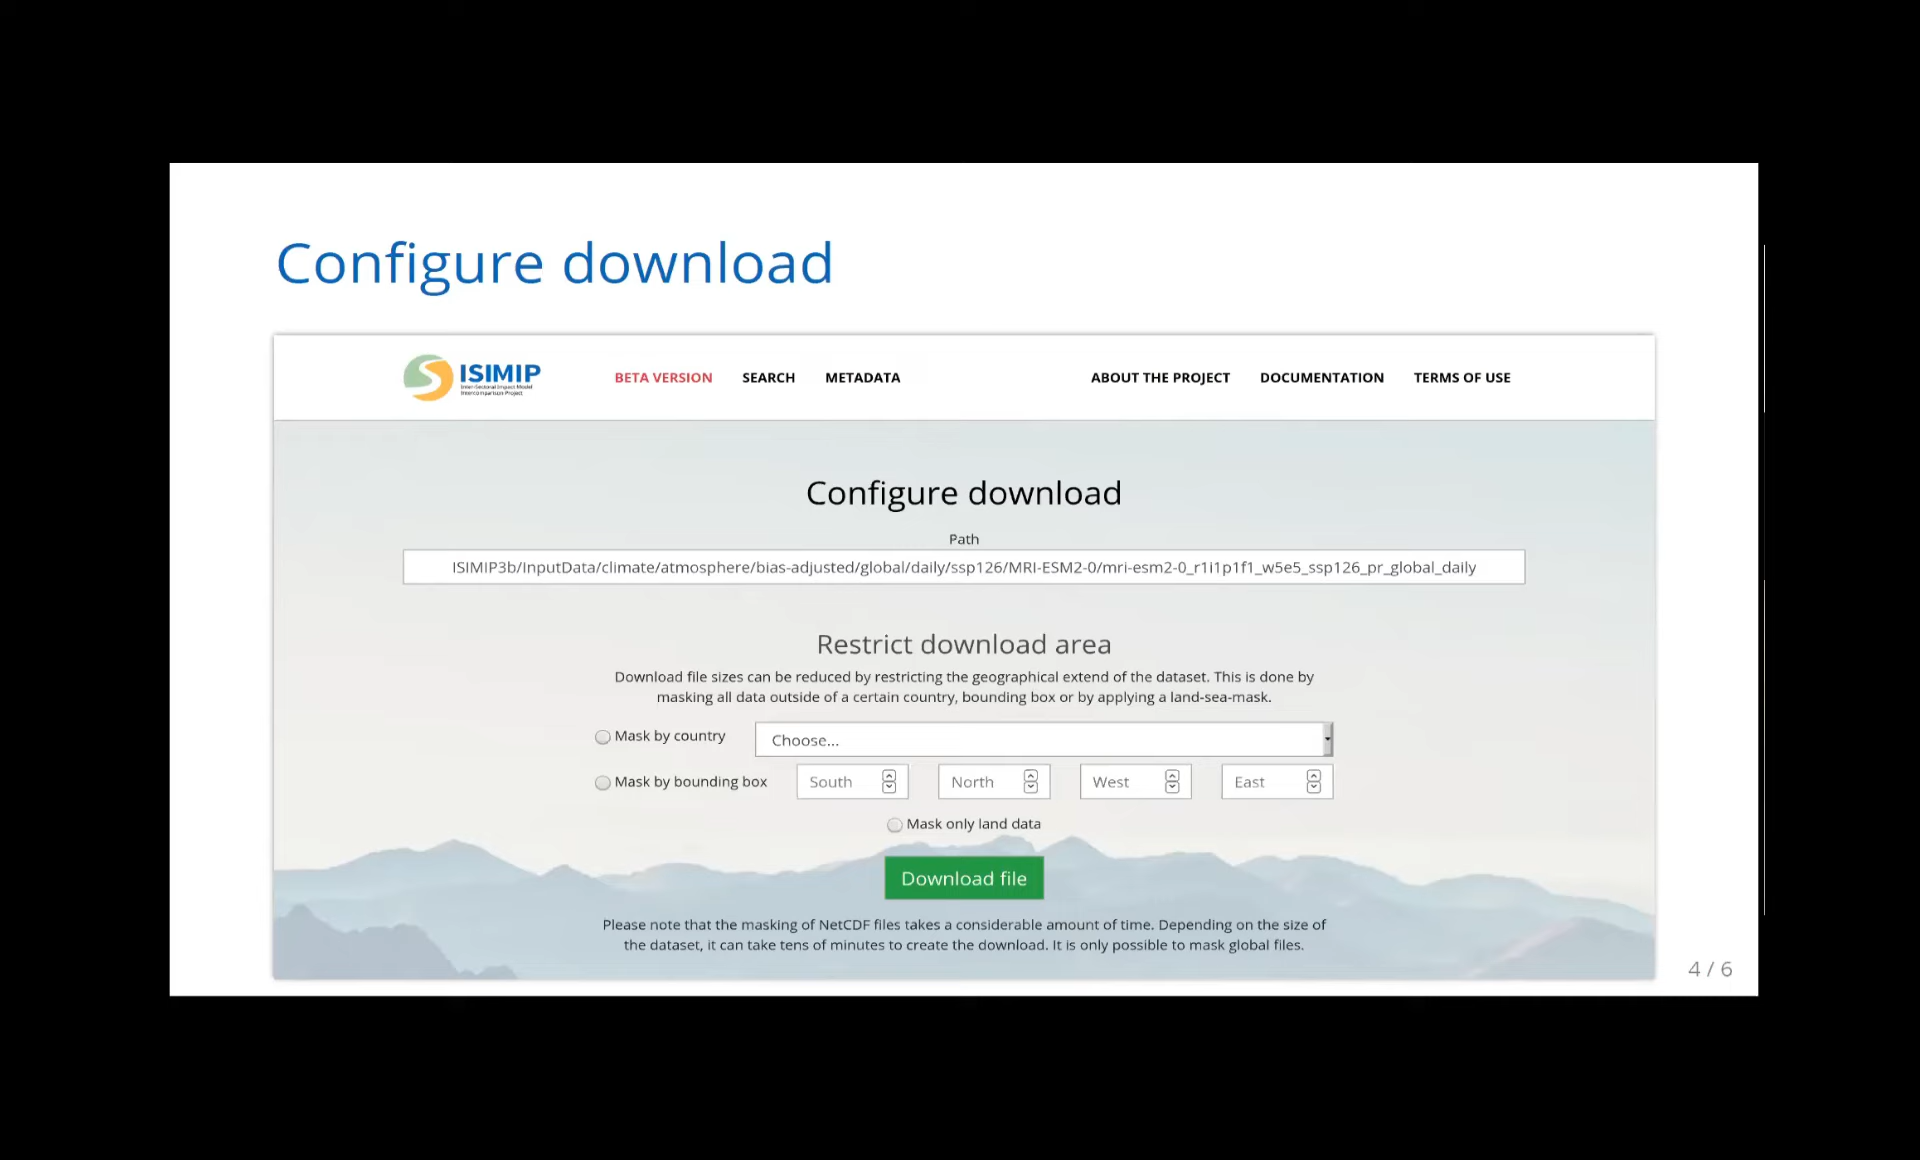 Configure download
ISIMIP
Inter-Sectoral Impact Model
Intercomparison Project
BETA VERSION SEARCH METADATA ABOUT THE PROJECT DOCUMENTATION TERMS OF USE
Configure download
Path
ISIMIP3b/InputData/climate/atmosphere/bias-adjusted/global/daily/ssp126/MRI-ESM2-0/mri-esm2-0_r1i1p1f1_w5e5_ssp126_pr_global_daily
Restrict download area
Download file sizes can be reduced by restricting the geographical extend of the dataset. This is done by
masking all data outside of a certain country, bounding box or by applying a land-sea-mask.
Mask by country Choose...
Mask by bounding box South North West East
Mask only land data
Download file
Please note that the masking of NetCDF files takes a considerable amount of time. Depending on the size of
the dataset, it can take tens of minutes to create the download. It is only possible to mask global files.
4 / 6